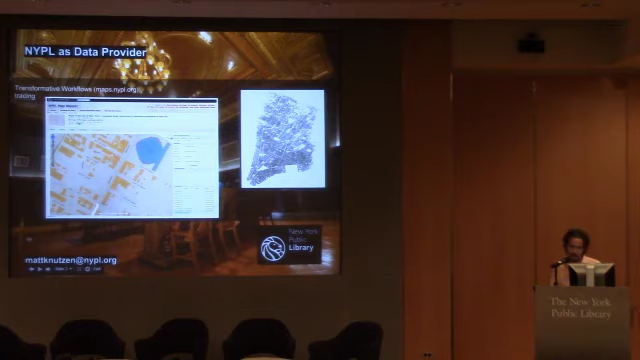 NYPL as Data Provider
Transformative Workflows (maps.nypl.org)
tracing
New York
Public
Library
mattknutzen@nypl.org
The New York
Public Library